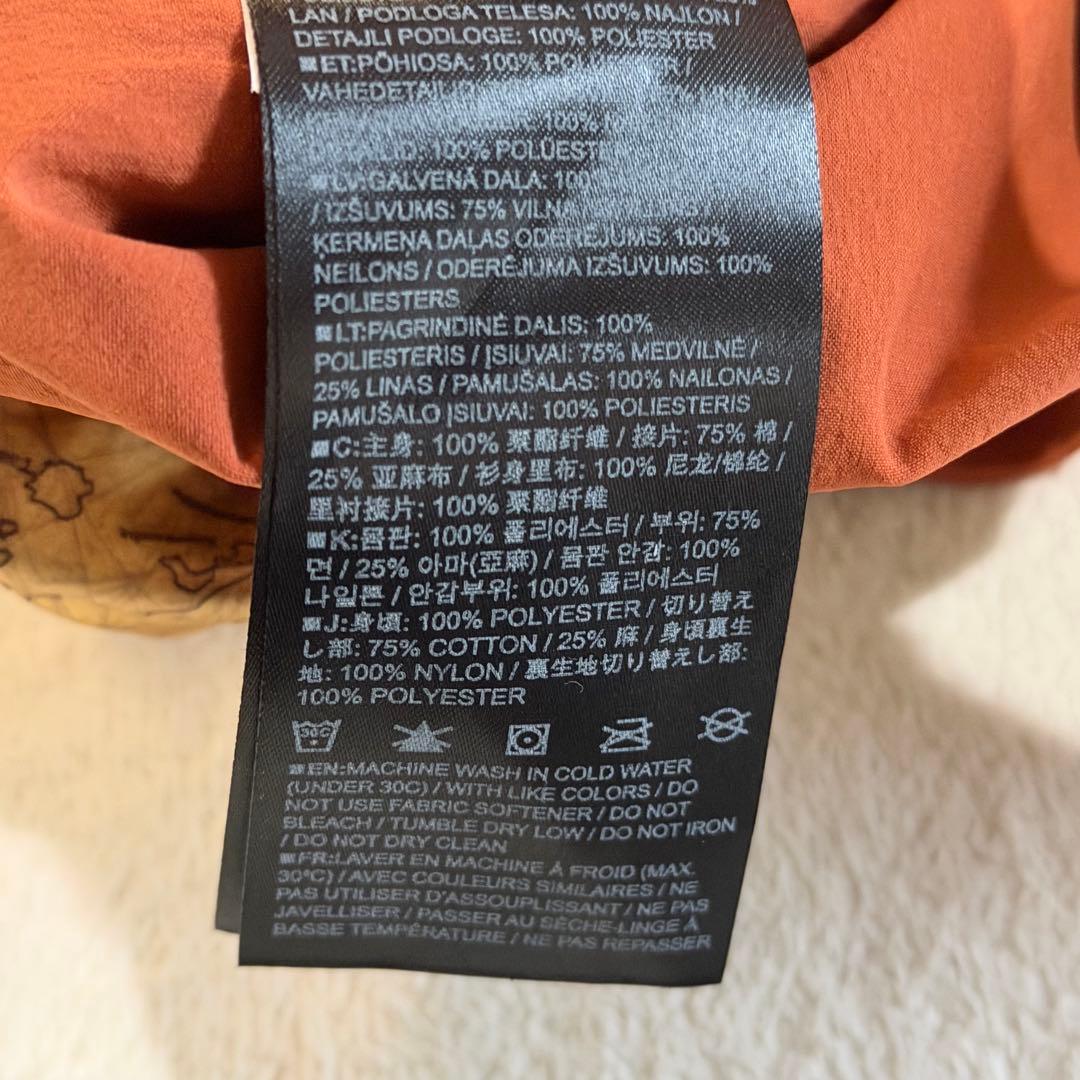 LAN / PODLOGA TELESA: 100% NAJLON /
DETAJLI PODLOGE: 100% POLIESTER
ET:PÕHIOSA: 100%
100%
100% POLÜEST
LV:GALVENĀ DAĻA: 100
/ IZŠUVUMS: 75%
ĶERMEŅA DAĻAS ODERĒJUMS: 100%
NEILONS / ODERĒJUMA IZŠUVUMS: 100%
POLIESTERS
LT:PAGRINDINĖ DALIS: 100%
POLIESTERIS / ĮSIUVAI: 75% MEDVILNĖ /
25% LINAS / PAMUŠALAS: 100% NAILONAS /
PAMUŠALO ĮSIUVAI: 100% POLIESTERIS
C:主身: 100% 聚酯纤维 / 接片: 75% 棉 /
25% 亚麻布 / 衫身里布: 100% 尼龙/锦纶 /
里衬接片: 100% 聚酯纤维
K:몸판: 100% 폴리에스터 / 부위: 75%
면 / 25% 아마(亞麻) / 몸판 안감: 100%
나일론 / 안감부위: 100% 폴리에스터
J:身頃: 100% POLYESTER / 切り替え
し部: 75% COTTON / 25% 麻 / 身頃裏生
地: 100% NYLON / 裏生地切り替えし部:
100% POLYESTER
30C
EN:MACHINE WASH IN COLD WATER
(UNDER 30C) / WITH LIKE COLORS / DO
NOT USE FABRIC SOFTENER / DO NOT
BLEACH / TUMBLE DRY LOW / DO NOT IRON
/ DO NOT DRY CLEAN
FR:LAVER EN MACHINE À FROID (MAX.
30ºC) / AVEC COULEURS SIMILAIRES / NE
PAS UTILISER D'ASSOUPLISSANT / NE PAS
JAVELLISER / PASSER AU SÈCHE-LINGE À
BASSE TEMPÉRATURE / NE PAS REPASSER